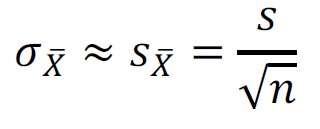 σ_X̄ ≈ s_X̄ = s/√n